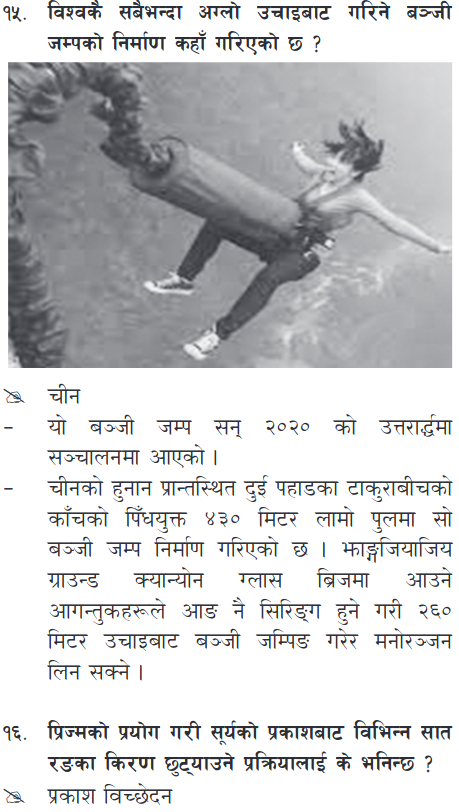 १५. विश्वकै सबैभन्दा अग्लो उचाइबाट गरिने बञ्जी
जम्पको निर्माण कहाँ गरिएको छ ?
चीन
– यो बञ्जी जम्प सन् २०२० को उत्तरार्द्धमा
सञ्चालनमा आएको ।
– चीनको हुनान प्रान्तस्थित दुई पहाडका टाकुराबीचको
काँचको पिँधयुक्त ४३० मिटर लामो पुलमा सो
बञ्जी जम्प निर्माण गरिएको छ । झाङ्गजियाजिय
ग्राउन्ड क्यान्योन ग्लास ब्रिजमा आउने
आगन्तुकहरूले आङ नै सिरिङ्ग हुने गरी २६०
मिटर उचाइबाट बञ्जी जम्पिङ गरेर मनोरञ्जन
लिन सक्ने ।
१६. प्रिज्मको प्रयोग गरी सूर्यको प्रकाशबाट विभिन्न सात
रङका किरण छुट्याउने प्रक्रियालाई के भनिन्छ ?
प्रकाश विच्छेदन